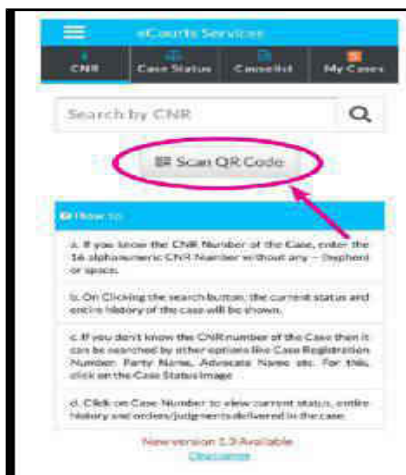 eCourts Services
CNR Case Status Causelist My Cases
Search by CNR
Scan QR Code
How to
a. If you know the CNR Number of the Case, enter the
16 alphanumeric CNR Number without any – (hyphen)
or space.
b. On Clicking the search button, the current status and
entire history of the case will be shown.
c. If you don't know the CNR number of the Case then it
can be searched by other options like Case Registration
Number, Party Name, Advocate Name etc. For this,
click on the Case Status Image
d. Click on Case Number to view current status, entire
history and orders/judgments delivered in the case.
New version 1.3 Available
Disclaimer